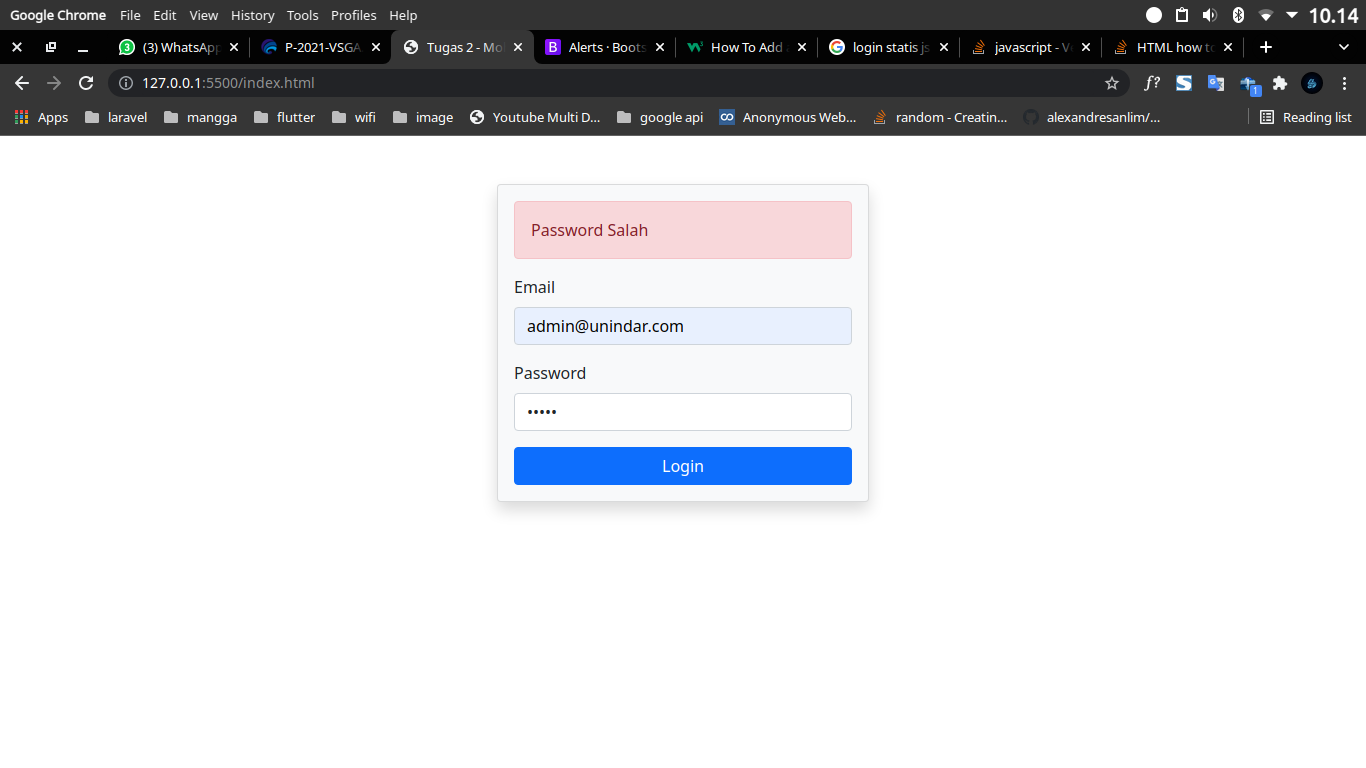 Google Chrome File Edit View History Tools Profiles Help 10.14
(3) WhatsApp P-2021-VSGA Tugas 2 - Mo Alerts · Boots How To Add login statis js javascript - HTML how to
127.0.0.1:5500/index.html ƒ? 1
Apps laravel mangga flutter wifi image Youtube Multi D... google api Anonymous Web... random - Creatin... alexandresanlim/... Reading list
Password Salah
Email
admin@unindar.com
Password
•••••
Login